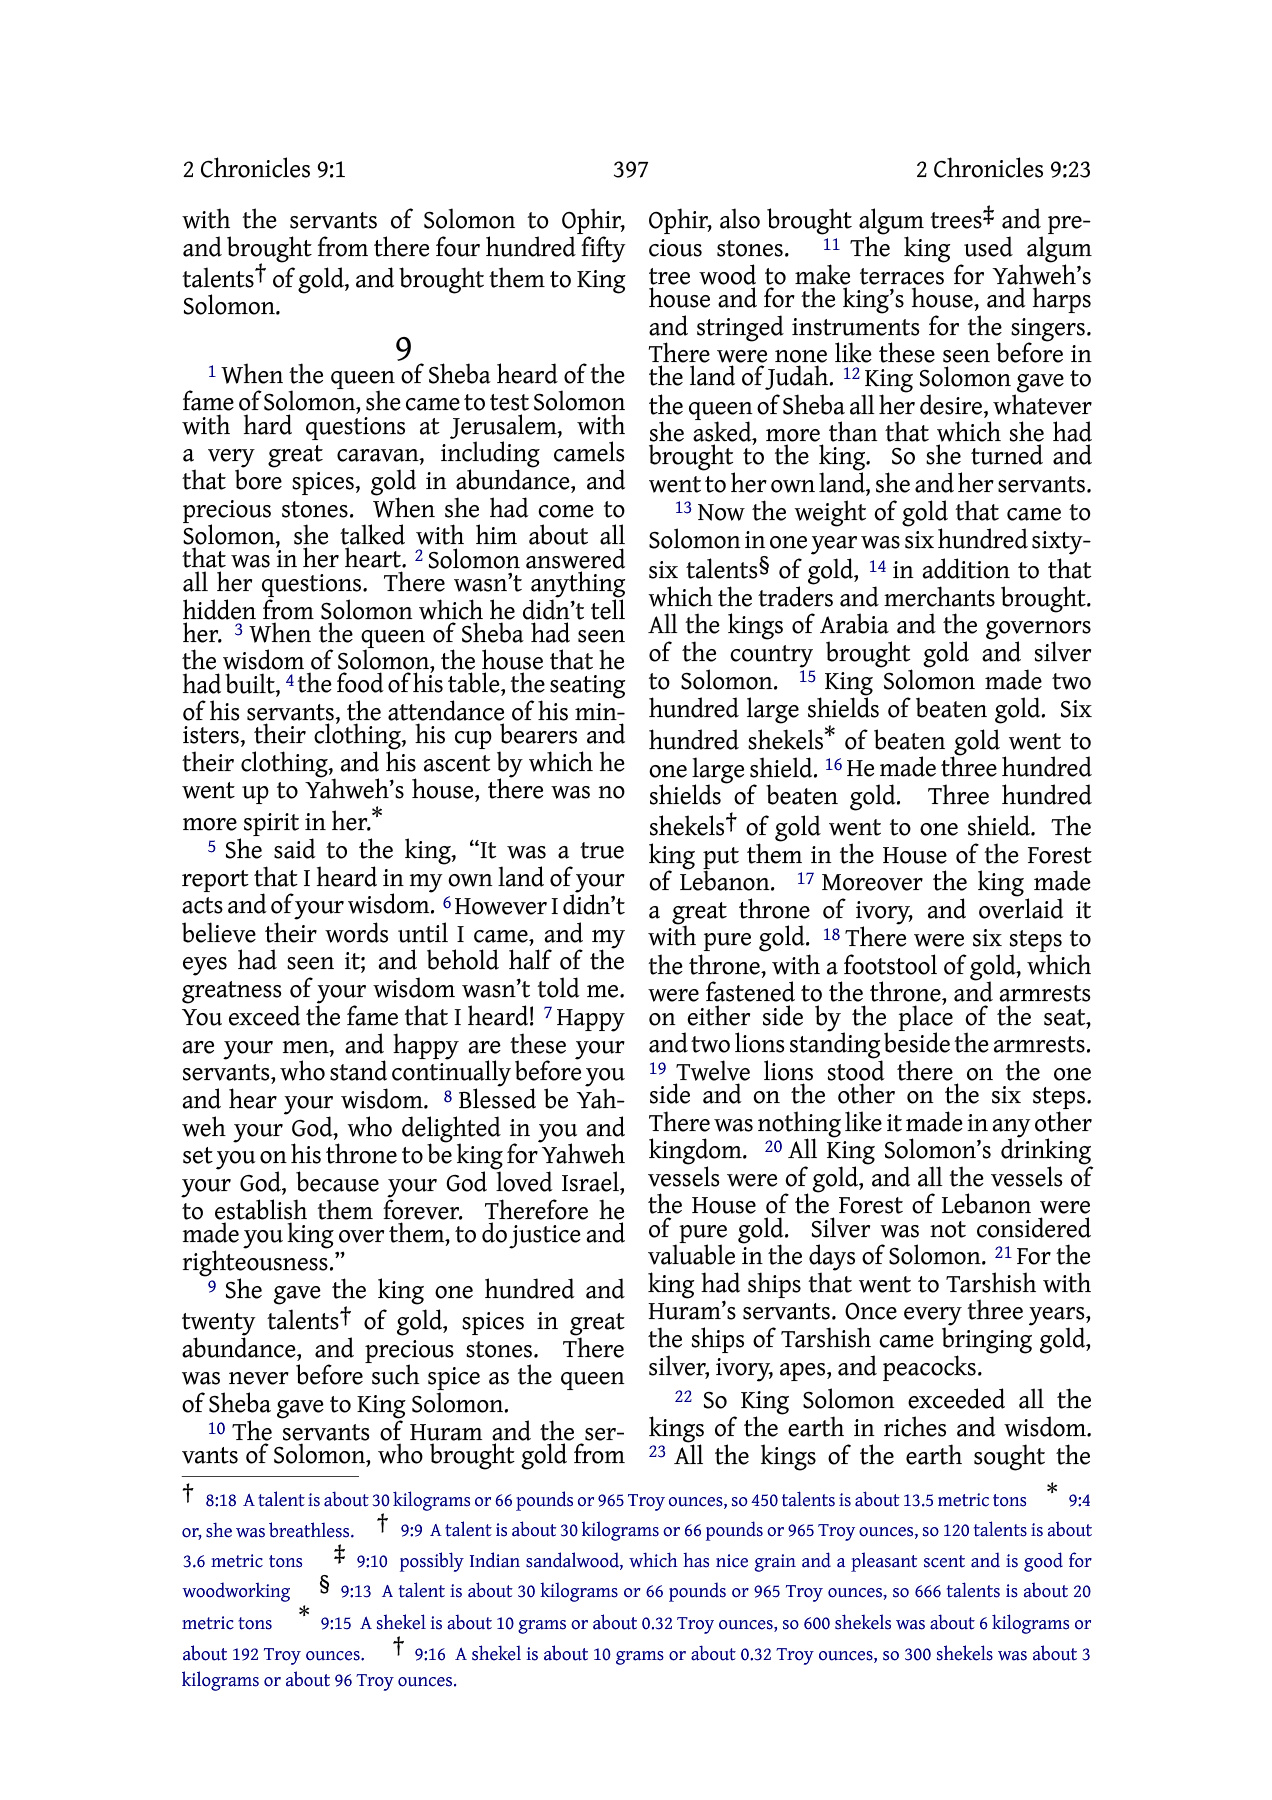 2 Chronicles 9:1
397
2 Chronicles 9:23
with the servants of Solomon to Ophir,
and brought from there four hundred fifty
talents† of gold, and brought them to King
Solomon.
9
1 When the queen of Sheba heard of the
fame of Solomon, she came to test Solomon
with hard questions at Jerusalem, with
a very great caravan, including camels
that bore spices, gold in abundance, and
precious stones. When she had come to
Solomon, she talked with him about all
that was in her heart. 2 Solomon answered
all her questions. There wasn’t anything
hidden from Solomon which he didn’t tell
her. 3 When the queen of Sheba had seen
the wisdom of Solomon, the house that he
had built, 4 the food of his table, the seating
of his servants, the attendance of his min-
isters, their clothing, his cup bearers and
their clothing, and his ascent by which he
went up to Yahweh’s house, there was no
more spirit in her.*
5 She said to the king, “It was a true
report that I heard in my own land of your
acts and of your wisdom. 6 However I didn’t
believe their words until I came, and my
eyes had seen it; and behold half of the
greatness of your wisdom wasn’t told me.
You exceed the fame that I heard! 7 Happy
are your men, and happy are these your
servants, who stand continually before you
and hear your wisdom. 8 Blessed be Yah-
weh your God, who delighted in you and
set you on his throne to be king for Yahweh
your God, because your God loved Israel,
to establish them forever. Therefore he
made you king over them, to do justice and
righteousness.”
9 She gave the king one hundred and
twenty talents† of gold, spices in great
abundance, and precious stones. There
was never before such spice as the queen
of Sheba gave to King Solomon.
10 The servants of Huram and the ser-
vants of Solomon, who brought gold from
Ophir, also brought algum trees‡ and pre-
cious stones. 11 The king used algum
tree wood to make terraces for Yahweh’s
house and for the king’s house, and harps
and stringed instruments for the singers.
There were none like these seen before in
the land of Judah. 12 King Solomon gave to
the queen of Sheba all her desire, whatever
she asked, more than that which she had
brought to the king. So she turned and
went to her own land, she and her servants.
13 Now the weight of gold that came to
Solomon in one year was six hundred sixty-
six talents§ of gold, 14 in addition to that
which the traders and merchants brought.
All the kings of Arabia and the governors
of the country brought gold and silver
to Solomon. 15 King Solomon made two
hundred large shields of beaten gold. Six
hundred shekels* of beaten gold went to
one large shield. 16 He made three hundred
shields of beaten gold. Three hundred
shekels† of gold went to one shield. The
king put them in the House of the Forest
of Lebanon. 17 Moreover the king made
a great throne of ivory, and overlaid it
with pure gold. 18 There were six steps to
the throne, with a footstool of gold, which
were fastened to the throne, and armrests
on either side by the place of the seat,
and two lions standing beside the armrests.
19 Twelve lions stood there on the one
side and on the other on the six steps.
There was nothing like it made in any other
kingdom. 20 All King Solomon’s drinking
vessels were of gold, and all the vessels of
the House of the Forest of Lebanon were
of pure gold. Silver was not considered
valuable in the days of Solomon. 21 For the
king had ships that went to Tarshish with
Huram’s servants. Once every three years,
the ships of Tarshish came bringing gold,
silver, ivory, apes, and peacocks.
22 So King Solomon exceeded all the
kings of the earth in riches and wisdom.
23 All the kings of the earth sought the
† 8:18 A talent is about 30 kilograms or 66 pounds or 965 Troy ounces, so 450 talents is about 13.5 metric tons * 9:4
or, she was breathless. † 9:9 A talent is about 30 kilograms or 66 pounds or 965 Troy ounces, so 120 talents is about
3.6 metric tons ‡ 9:10 possibly Indian sandalwood, which has nice grain and a pleasant scent and is good for
woodworking § 9:13 A talent is about 30 kilograms or 66 pounds or 965 Troy ounces, so 666 talents is about 20
metric tons * 9:15 A shekel is about 10 grams or about 0.32 Troy ounces, so 600 shekels was about 6 kilograms or
about 192 Troy ounces. † 9:16 A shekel is about 10 grams or about 0.32 Troy ounces, so 300 shekels was about 3
kilograms or about 96 Troy ounces.